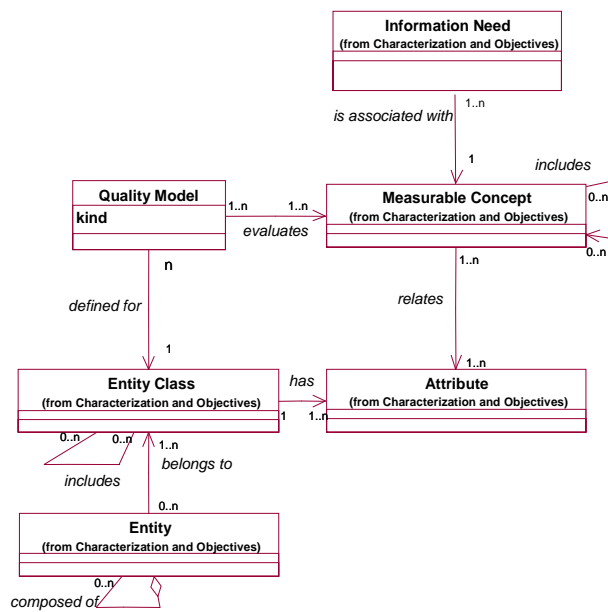 Information Need
(from Characterization and Objectives)
1..n
is associated with
1
includes
Quality Model
kind
1..n
1..n
evaluates
Measurable Concept
(from Characterization and Objectives)
0..n
0..n
n
1..n
defined for
relates
1
1..n
Entity Class
(from Characterization and Objectives)
has
1
1..n
Attribute
(from Characterization and Objectives)
0..n
0..n
1..n
belongs to
includes
0..n
Entity
(from Characterization and Objectives)
0..n
composed of